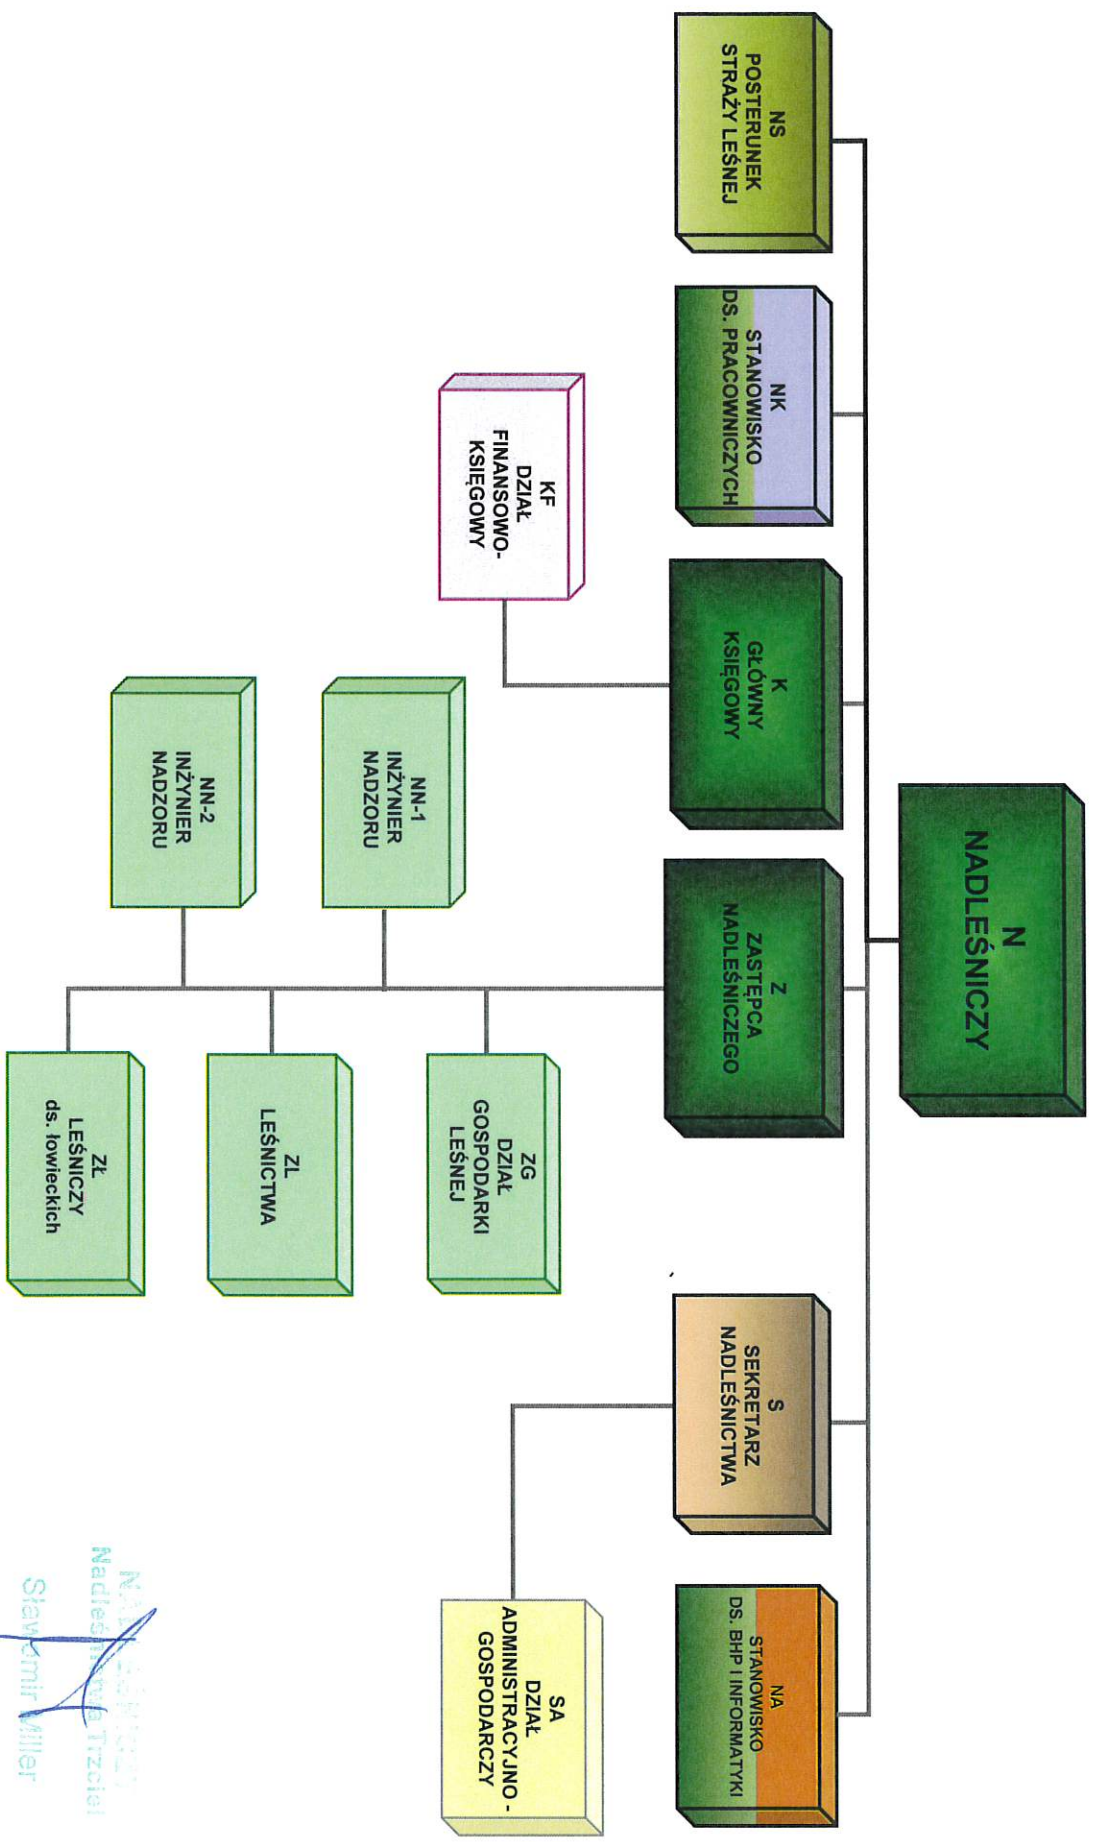 N
NADLEŚNICZY
NS
POSTERUNEK
STRAŻY LEŚNEJ
NK
STANOWISKO
DS. PRACOWNICZYCH
K
GŁÓWNY
KSIĘGOWY
Z
ZASTĘPCA
NADLEŚNICZEGO
S
SEKRETARZ
NADLEŚNICTWA
NA
STANOWISKO
DS. BHP I INFORMATYKI
KF
DZIAŁ
FINANSOWO-
KSIĘGOWY
ZG
DZIAŁ
GOSPODARKI
LEŚNEJ
SA
DZIAŁ
ADMINISTRACYJNO -
GOSPODARCZY
NN-1
INŻYNIER
NADZORU
ZL
LEŚNICTWA
NN-2
INŻYNIER
NADZORU
ZŁ
LEŚNICZY
ds. łowieckich
Nadleśnictwa Trzciel
Sławomir Miller